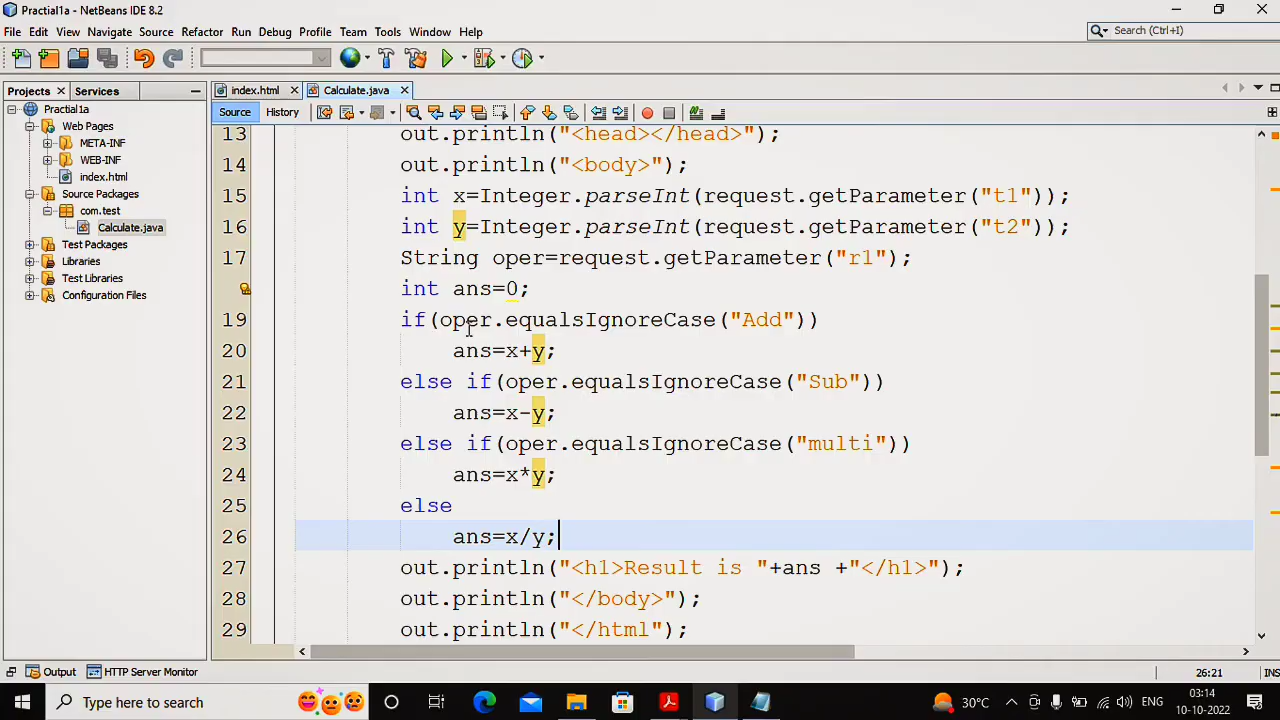 Practial1a - NetBeans IDE 8.2
File Edit View Navigate Source Refactor Run Debug Profile Team Tools Window Help
Search (Ctrl+I)
Projects Services
index.html Calculate.java
Source History
Practial1a
Web Pages
META-INF
WEB-INF
index.html
Source Packages
com.test
Calculate.java
Test Packages
Libraries
Test Libraries
Configuration Files
13 out.println("<head></head>");
14 out.println("<body>");
15 int x=Integer.parseInt(request.getParameter("t1"));
16 int y=Integer.parseInt(request.getParameter("t2"));
17 String oper=request.getParameter("r1");
int ans=0;
19 if(oper.equalsIgnoreCase("Add"))
20 ans=x+y;
21 else if(oper.equalsIgnoreCase("Sub"))
22 ans=x-y;
23 else if(oper.equalsIgnoreCase("multi"))
24 ans=x*y;
25 else
26 ans=x/y;
27 out.println("<h1>Result is "+ans +"</h1>");
28 out.println("</body>");
29 out.println("</html");
Output HTTP Server Monitor
26:21 INS
Type here to search
30°C ENG
03:14
10-10-2022